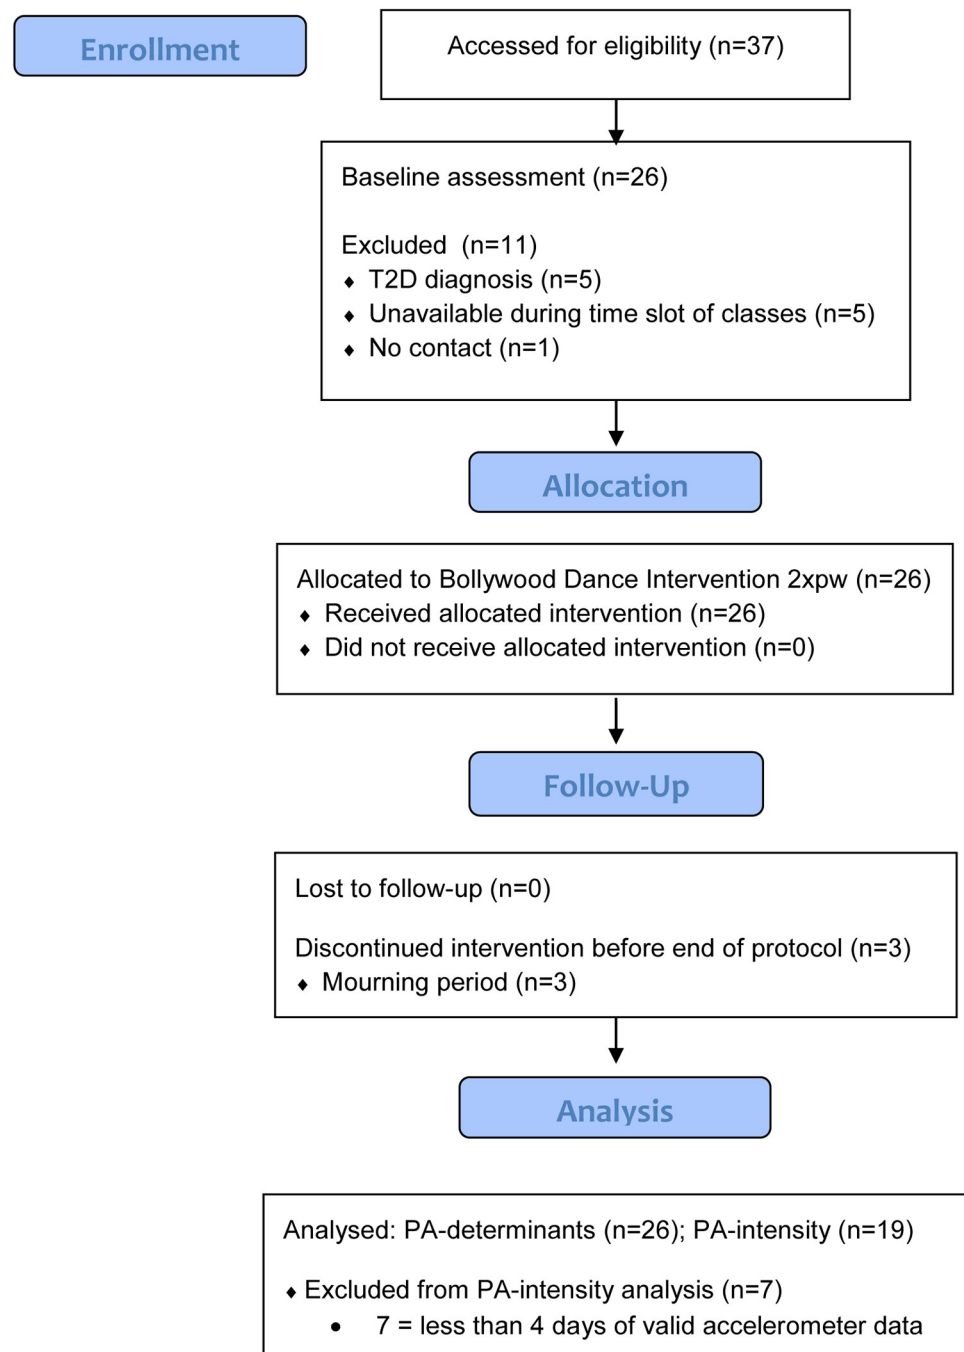 Enrollment
Accessed for eligibility (n=37)
Baseline assessment (n=26)
Excluded (n=11)
⬧ T2D diagnosis (n=5)
⬧ Unavailable during time slot of classes (n=5)
⬧ No contact (n=1)
Allocation
Allocated to Bollywood Dance Intervention 2xpw (n=26)
⬧ Received allocated intervention (n=26)
⬧ Did not receive allocated intervention (n=0)
Follow-Up
Lost to follow-up (n=0)
Discontinued intervention before end of protocol (n=3)
⬧ Mourning period (n=3)
Analysis
Analysed: PA-determinants (n=26); PA-intensity (n=19)
⬧ Excluded from PA-intensity analysis (n=7)
• 7 = less than 4 days of valid accelerometer data